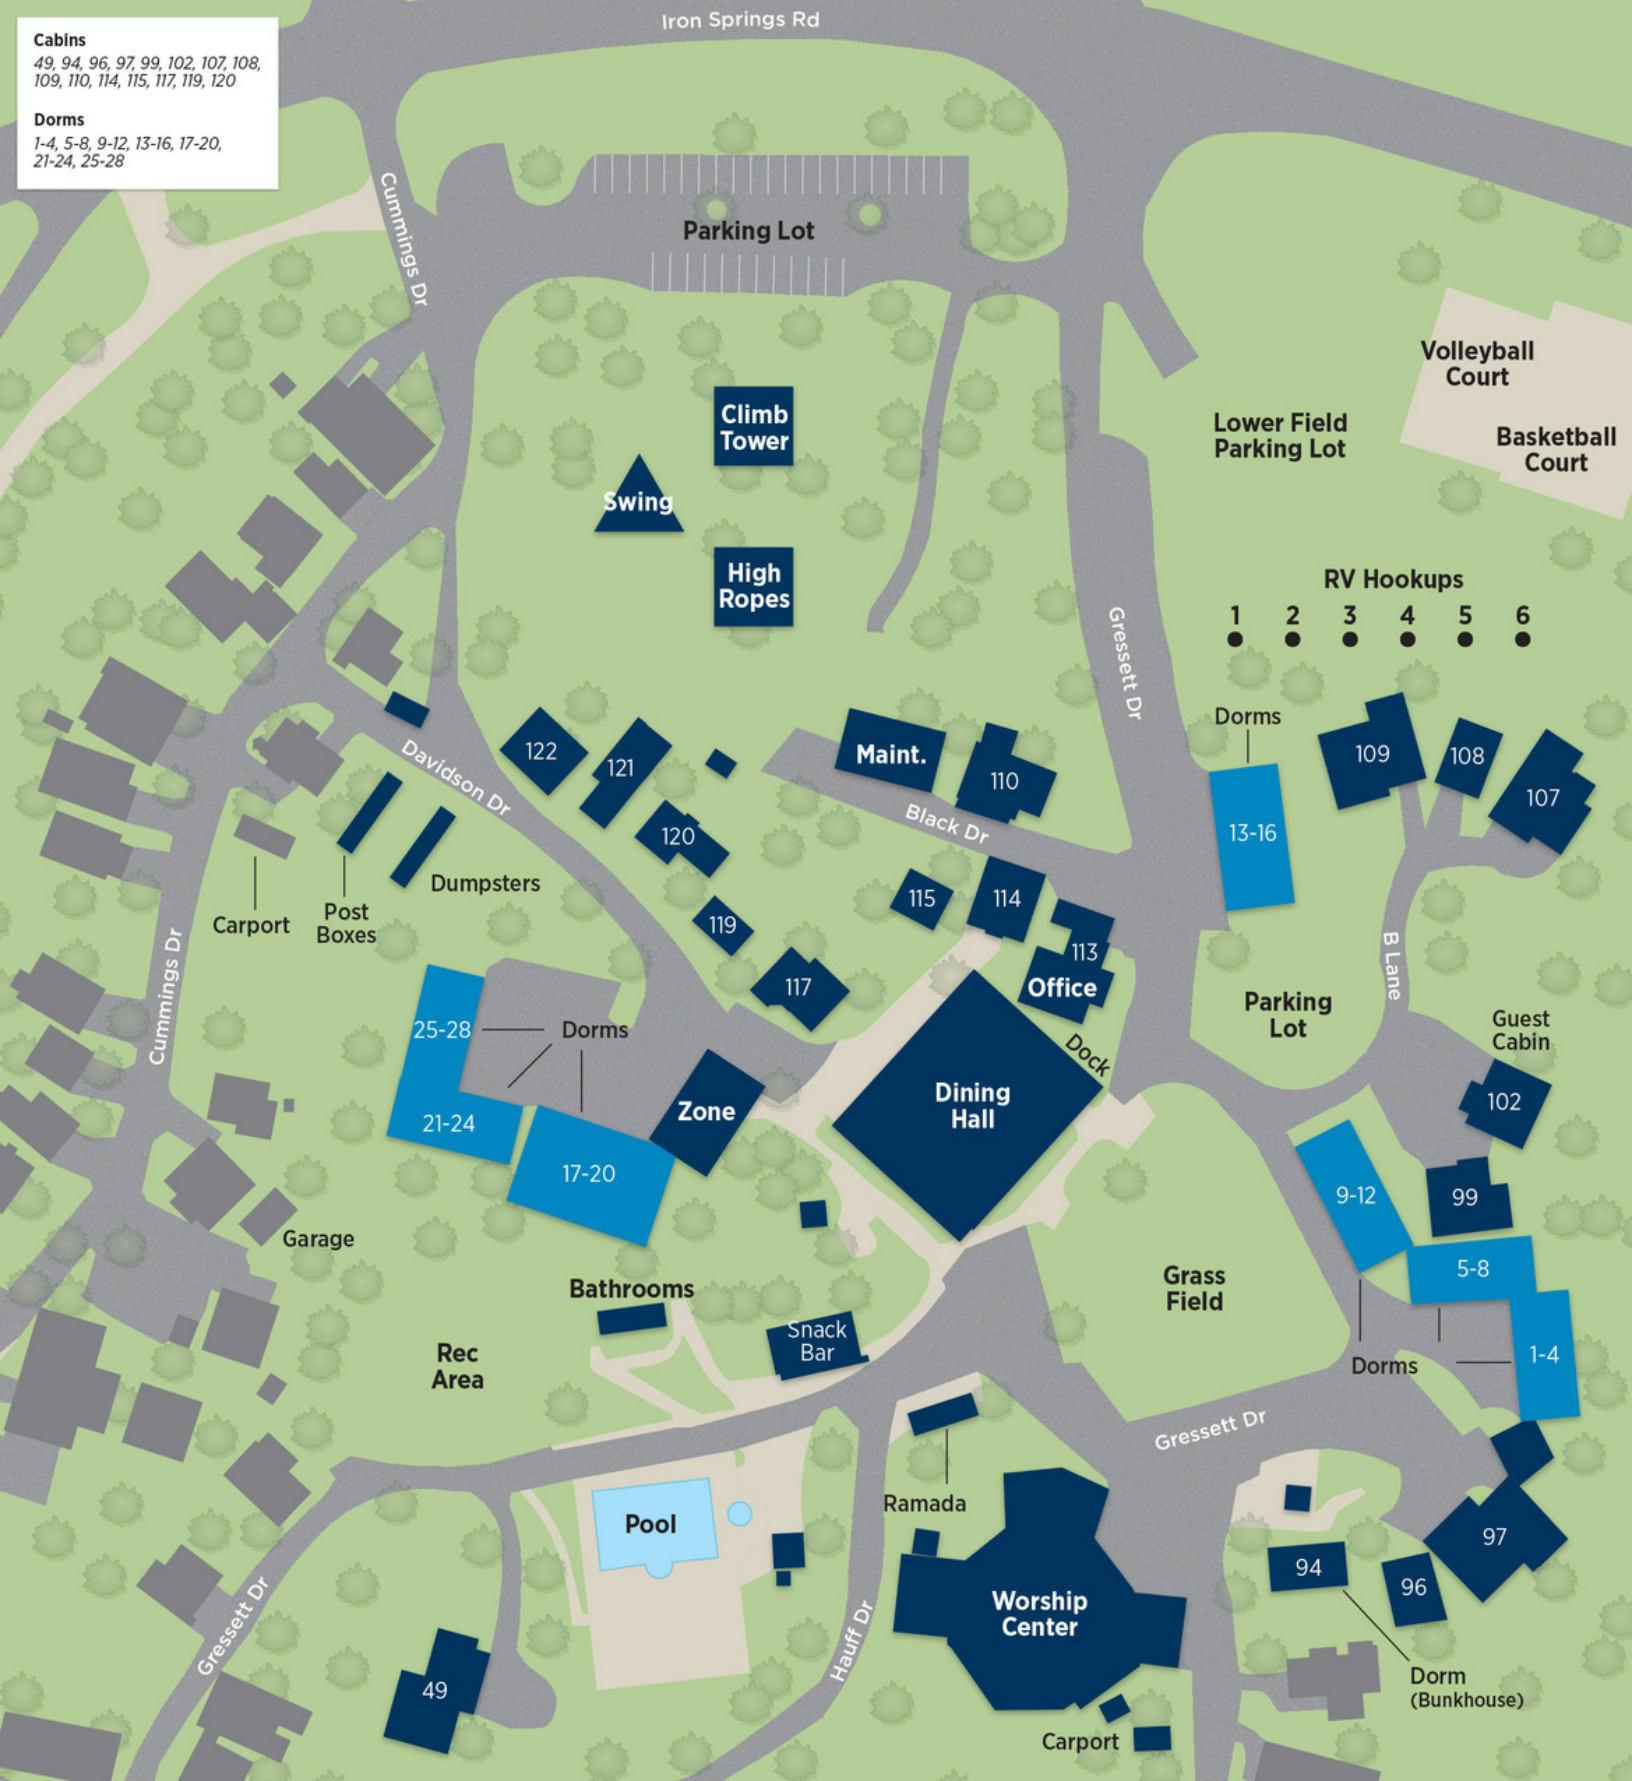 Iron Springs Rd
Cabins
49, 94, 96, 97, 99, 102, 107, 108,
109, 110, 114, 115, 117, 119, 120
Dorms
1-4, 5-8, 9-12, 13-16, 17-20,
21-24, 25-28
Cummings Dr
Parking Lot
Volleyball
Court
Lower Field
Parking Lot
Basketball
Court
Climb
Tower
Swing
High
Ropes
RV Hookups
1 2 3 4 5 6
Gressett Dr
Dorms
13-16
109
108
107
122
121
120
119
117
Maint.
110
Black Dr
115
114
113
Office
Davidson Dr
Dumpsters
Post
Boxes
Carport
Cummings Dr
B Lane
Parking
Lot
Guest
Cabin
102
25-28
Dorms
21-24
17-20
Zone
Dock
Dining
Hall
9-12
99
5-8
1-4
Dorms
Garage
Bathrooms
Snack
Bar
Grass
Field
Rec
Area
Gressett Dr
Ramada
Pool
Worship
Center
97
94
96
Dorm
(Bunkhouse)
Hauff Dr
Gressett Dr
49
Carport